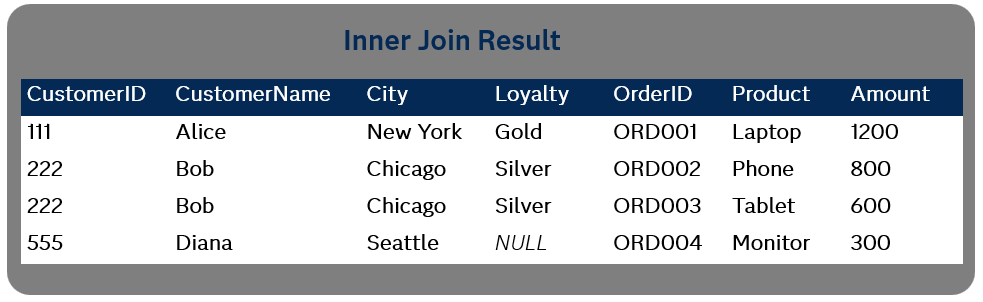 Inner Join Result
CustomerID CustomerName City Loyalty OrderID Product Amount
111 Alice New York Gold ORD001 Laptop 1200
222 Bob Chicago Silver ORD002 Phone 800
222 Bob Chicago Silver ORD003 Tablet 600
555 Diana Seattle NULL ORD004 Monitor 300